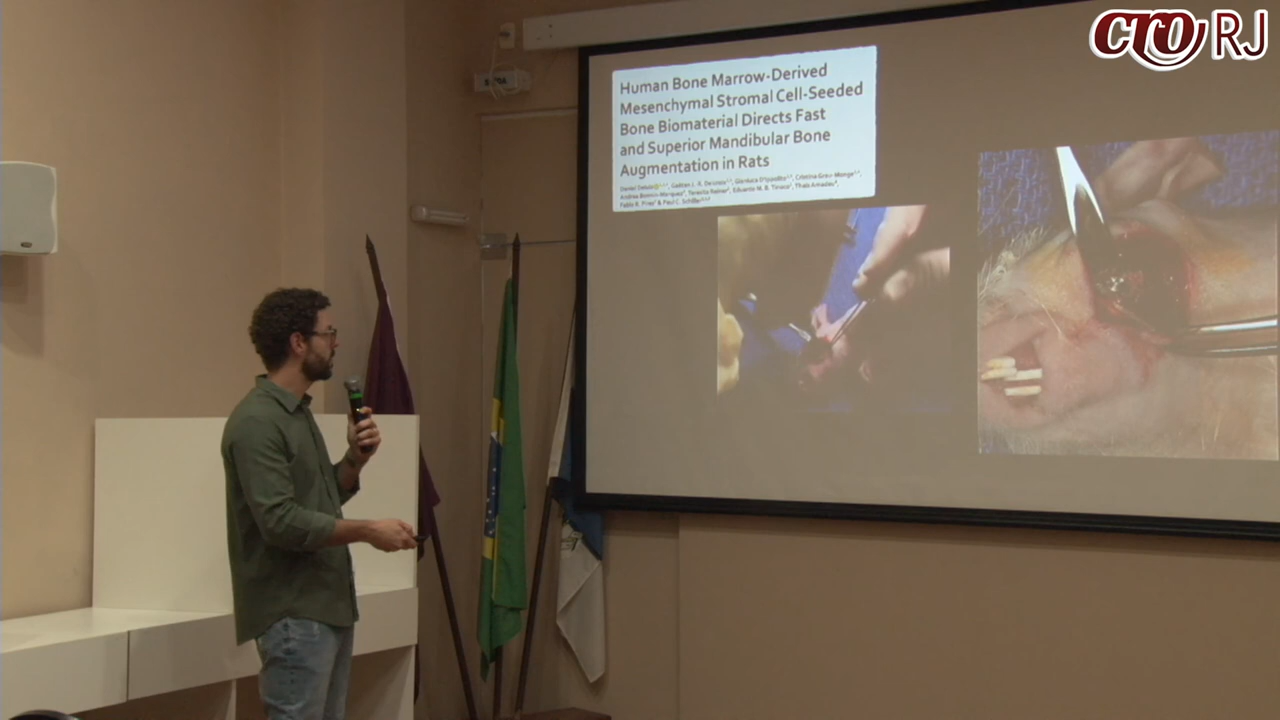 CRO RJ
Human Bone Marrow-Derived
Mesenchymal Stromal Cell-Seeded
Bone Biomaterial Directs Fast
and Superior Mandibular Bone
Augmentation in Rats